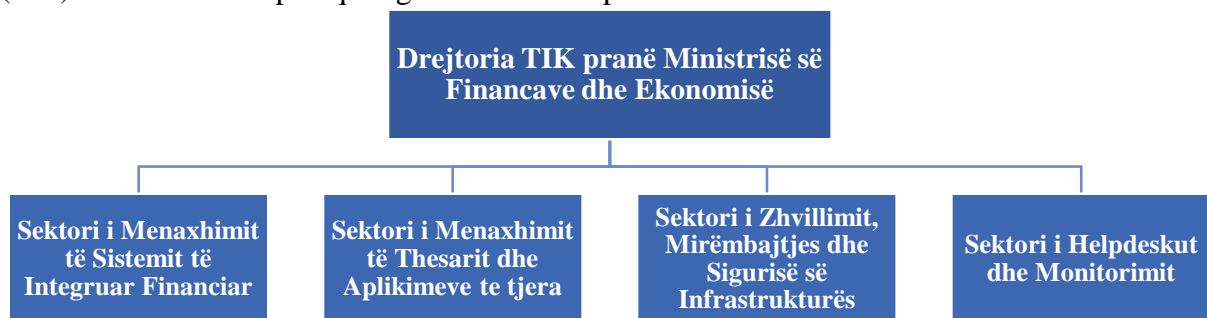 Drejtoria TIK pranë Ministrisë së
Financave dhe Ekonomisë
Sektori i Menaxhimit
të Sistemit të
Integruar Financiar
Sektori i Menaxhimit
të Thesarit dhe
Aplikimeve te tjera
Sektori i Zhvillimit,
Mirëmbajtjes dhe
Sigurisë së
Infrastrukturës
Sektori i Helpdeskut
dhe Monitorimit